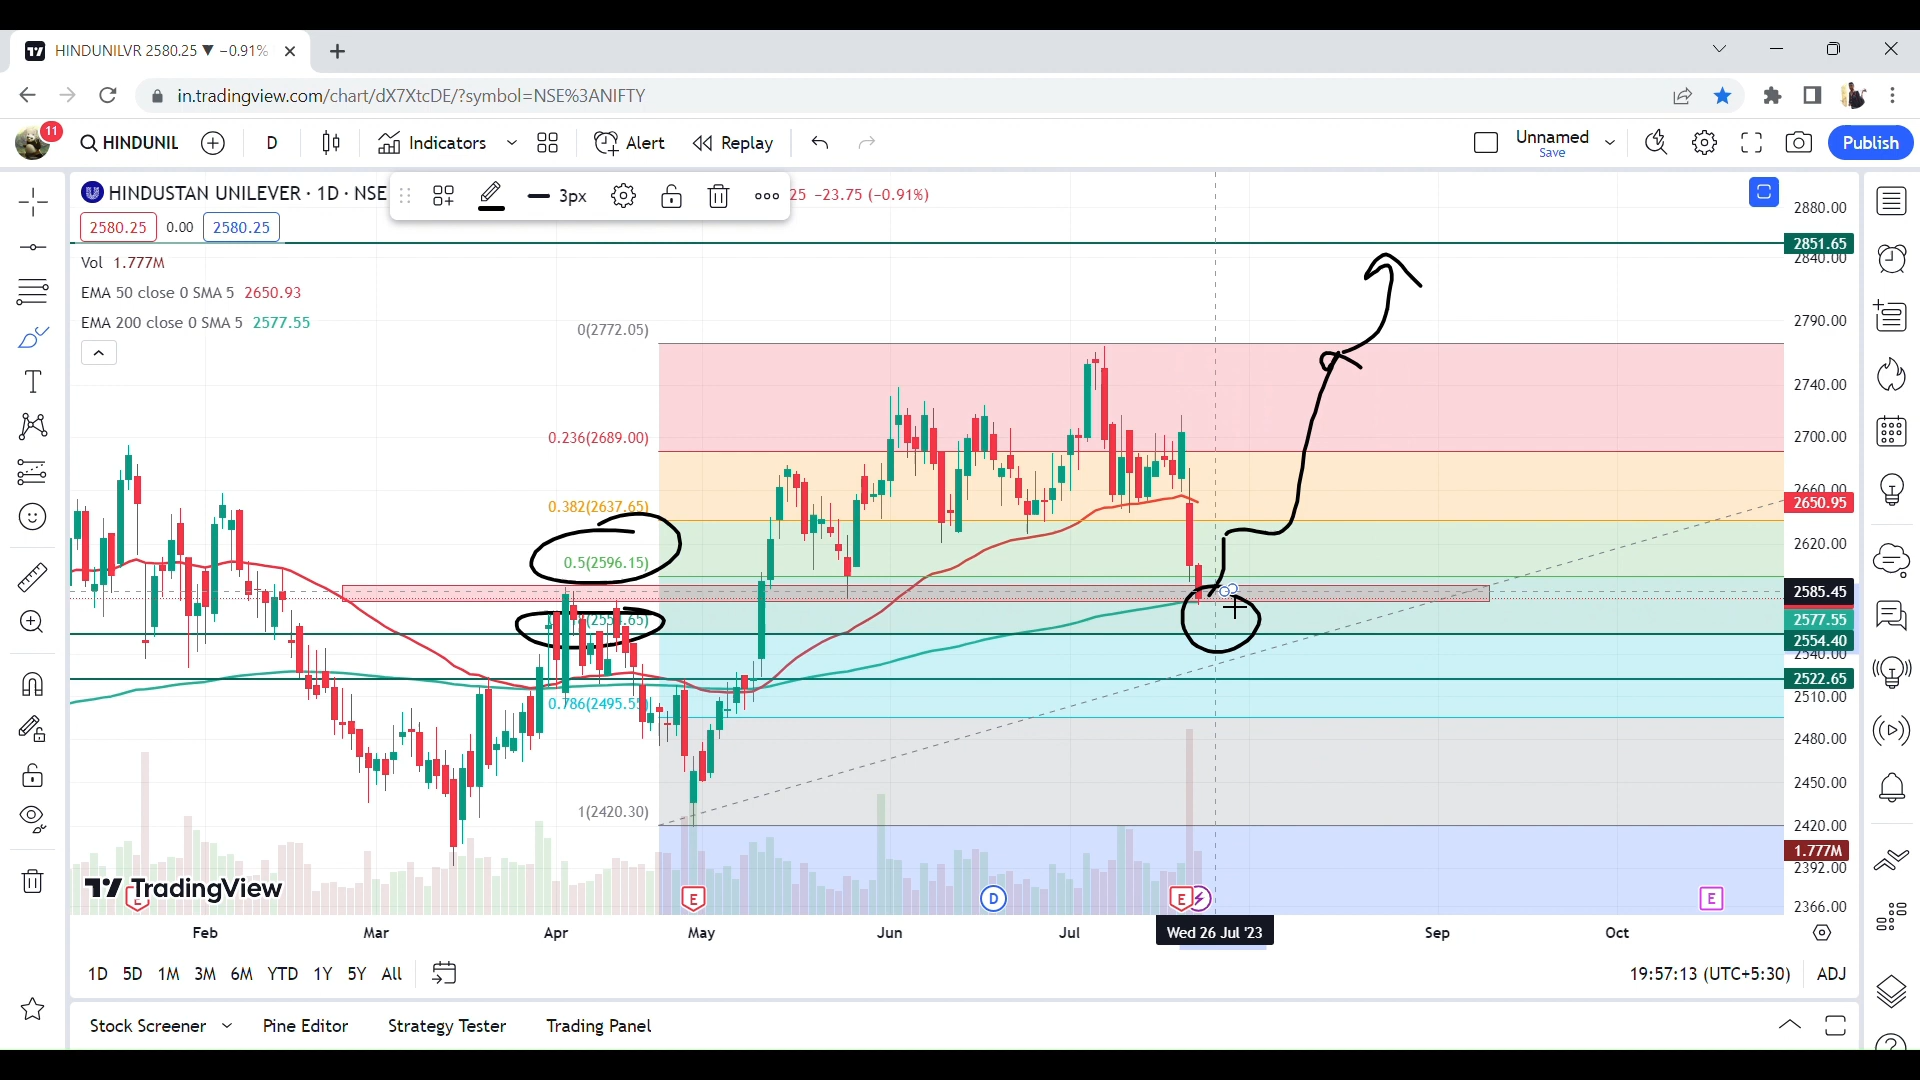 HINDUNILVR 2580.25 ▼ −0.91%
in.tradingview.com/chart/dX7XtcDE/?symbol=NSE%3ANIFTY
11
HINDUNIL
D
Indicators
Alert
Replay
Unnamed
Save
Publish
HINDUSTAN UNILEVER · 1D · NSE
3px
25 −23.75 (−0.91%)
2580.25
0.00
2580.25
Vol 1.777M
EMA 50 close 0 SMA 5 2650.93
EMA 200 close 0 SMA 5 2577.55
0(2772.05)
0.236(2689.00)
0.382(2637.65)
0.5(2596.15)
0.786(2495.55)
1(2420.30)
2880.00
2851.65
2840.00
2790.00
2740.00
2700.00
2660.00
2650.95
2620.00
2585.45
2577.55
2554.40
2540.00
2522.65
2510.00
2480.00
2450.00
2420.00
1.777M
2392.00
2366.00
TradingView
E
E
D
E
E
Feb
Mar
Apr
May
Jun
Jul
Wed 26 Jul '23
Sep
Oct
1D 5D 1M 3M 6M YTD 1Y 5Y All
19:57:13 (UTC+5:30)
ADJ
Stock Screener
Pine Editor
Strategy Tester
Trading Panel